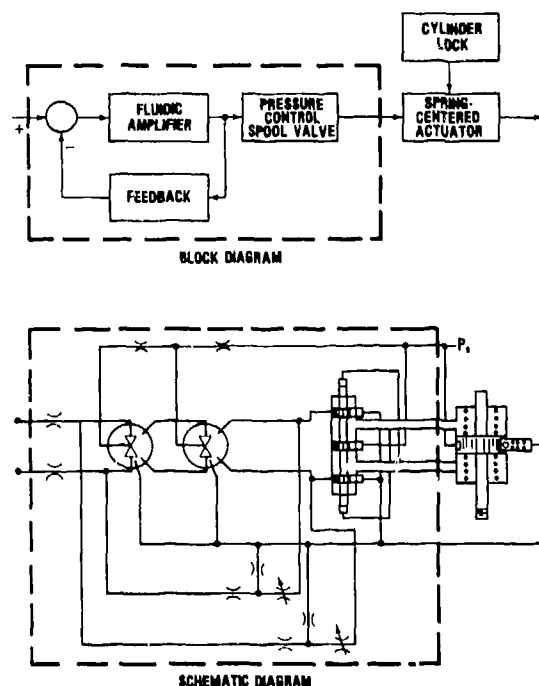 CYLINDER
LOCK
FLUIDIC
AMPLIFIER
PRESSURE
CONTROL
SPOOL VALVE
SPRING-
CENTERED
ACTUATOR
+
−
FEEDBACK
BLOCK DIAGRAM
Ps
SCHEMATIC DIAGRAM